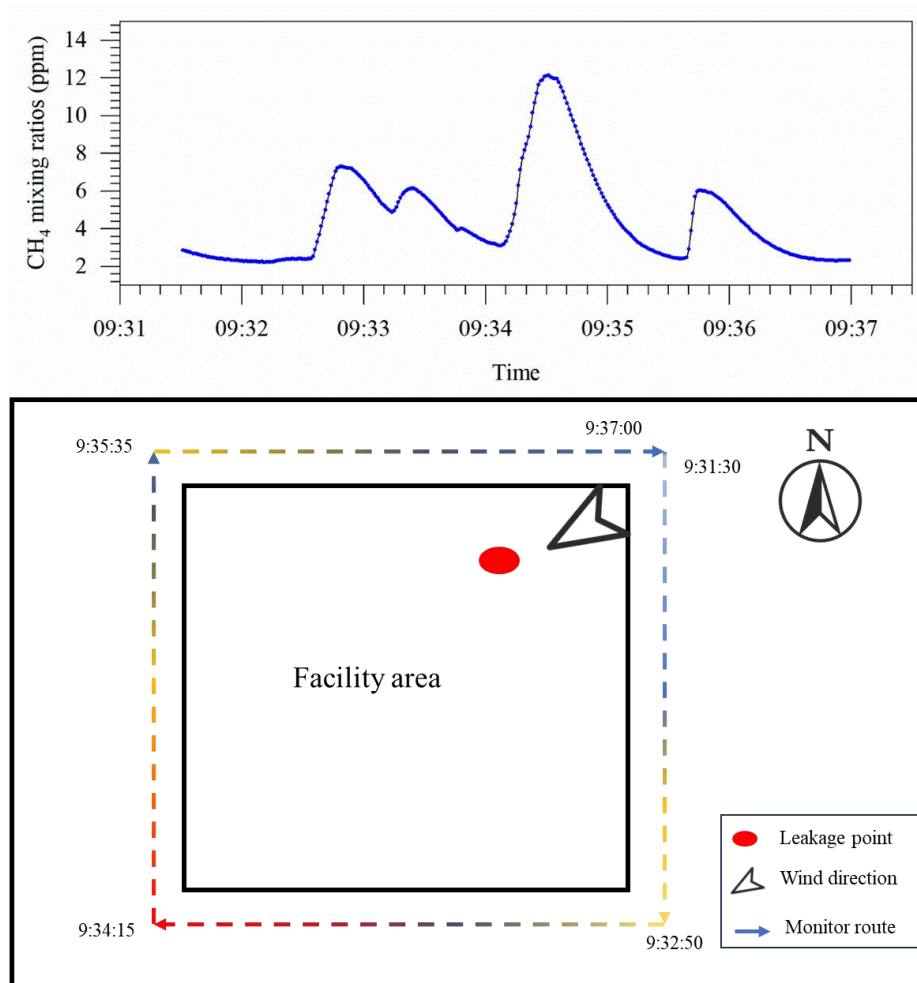 CH4 mixing ratios (ppm)
14
12
10
8
6
4
2
09:31 09:32 09:33 09:34 09:35 09:36 09:37
Time
9:35:35
9:37:00
9:31:30
N
Facility area
9:34:15
9:32:50
Leakage point
Wind direction
Monitor route